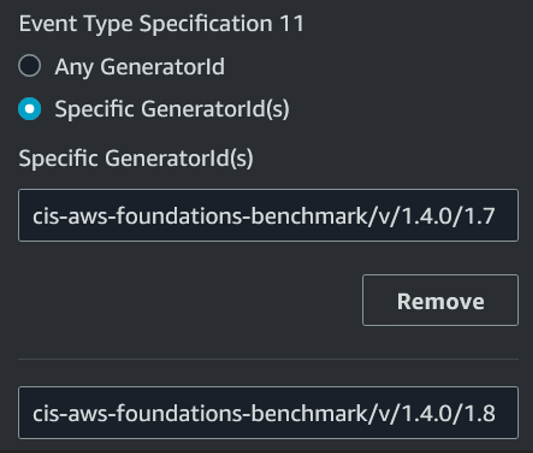 Event Type Specification 11
Any GeneratorId
Specific GeneratorId(s)
Specific GeneratorId(s)
cis-aws-foundations-benchmark/v/1.4.0/1.7
Remove
cis-aws-foundations-benchmark/v/1.4.0/1.8